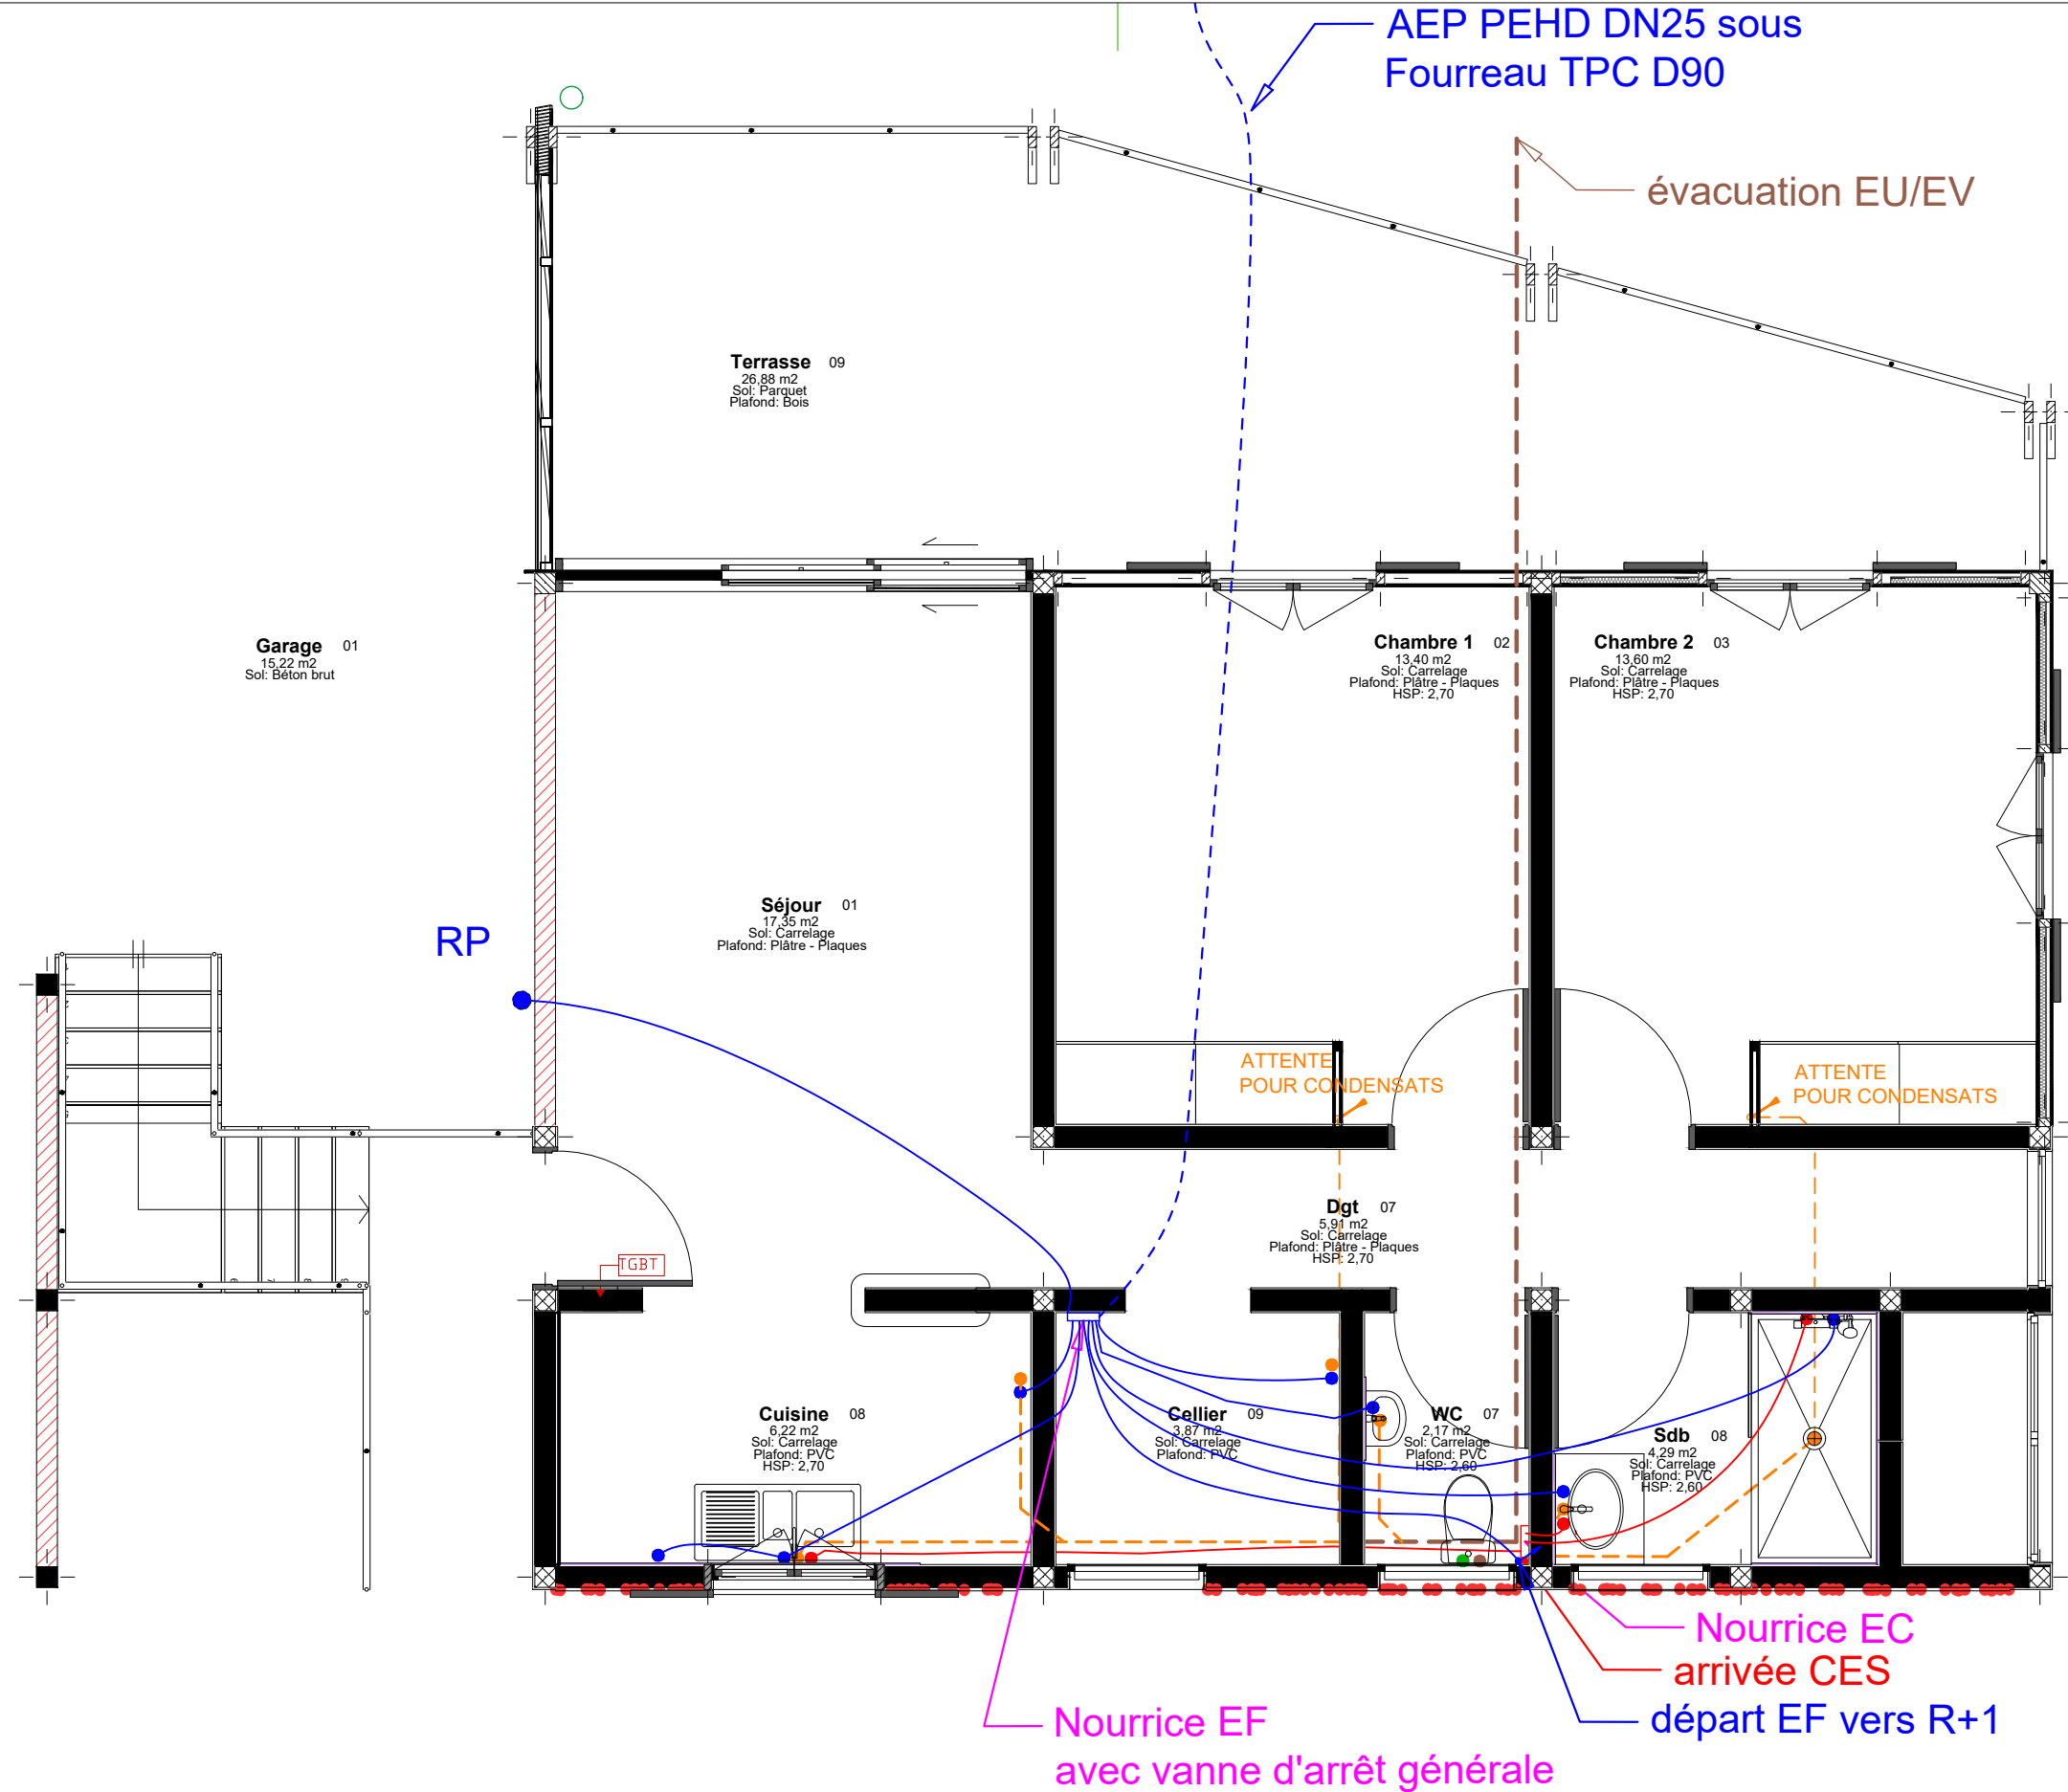 AEP PEHD DN25 sous
Fourreau TPC D90
évacuation EU/EV
Terrasse 09
26,88 m2
Sol: Parquet
Plafond: Bois
Garage 01
15,22 m2
Sol: Béton brut
Chambre 1 02
13,40 m2
Sol: Carrelage
Plafond: Plâtre - Plaques
HSP: 2,70
Chambre 2 03
13,60 m2
Sol: Carrelage
Plafond: Plâtre - Plaques
HSP: 2,70
Séjour 01
17,35 m2
Sol: Carrelage
Plafond: Plâtre - Plaques
RP
ATTENTE
POUR CONDENSATS
ATTENTE
POUR CONDENSATS
Dgt 07
5,91 m2
Sol: Carrelage
Plafond: Plâtre - Plaques
HSP: 2,70
TGBT
Cuisine 08
6,22 m2
Sol: Carrelage
Plafond: PVC
HSP: 2,70
Cellier 09
3,87 m2
Sol: Carrelage
Plafond: PVC
WC 07
2,17 m2
Sol: Carrelage
Plafond: PVC
HSP: 2,60
Sdb 08
4,29 m2
Sol: Carrelage
Plafond: PVC
HSP: 2,60
Nourrice EC
arrivée CES
départ EF vers R+1
Nourrice EF
avec vanne d'arrêt générale